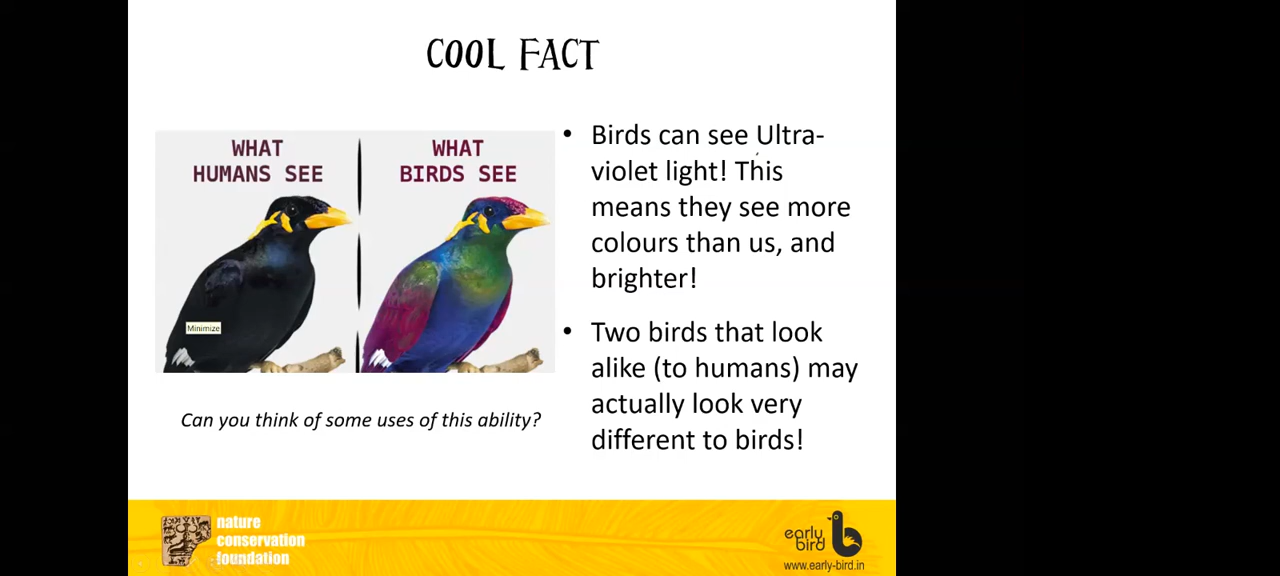 COOL FACT
WHAT
HUMANS SEE
WHAT
BIRDS SEE
Minimize
Can you think of some uses of this ability?
• Birds can see Ultra-
violet light! This
means they see more
colours than us, and
brighter!
• Two birds that look
alike (to humans) may
actually look very
different to birds!
nature
conservation
foundation
early
bird
www.early-bird.in